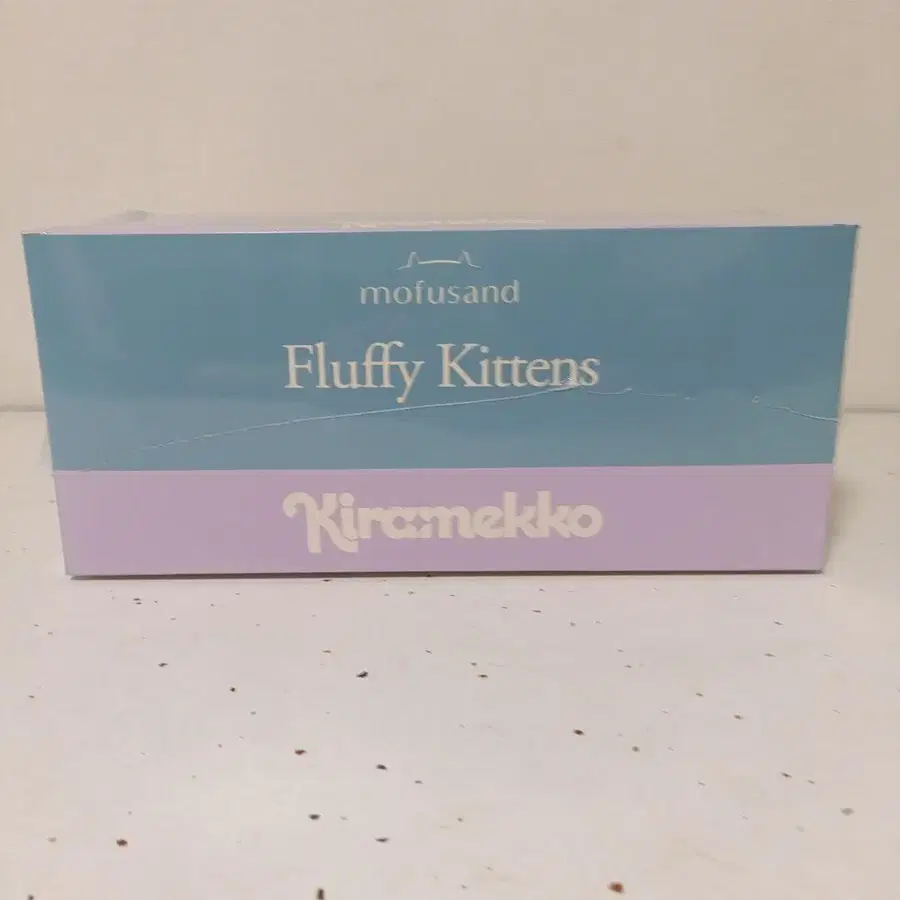 mofusand
Fluffy Kittens
Kiramekko